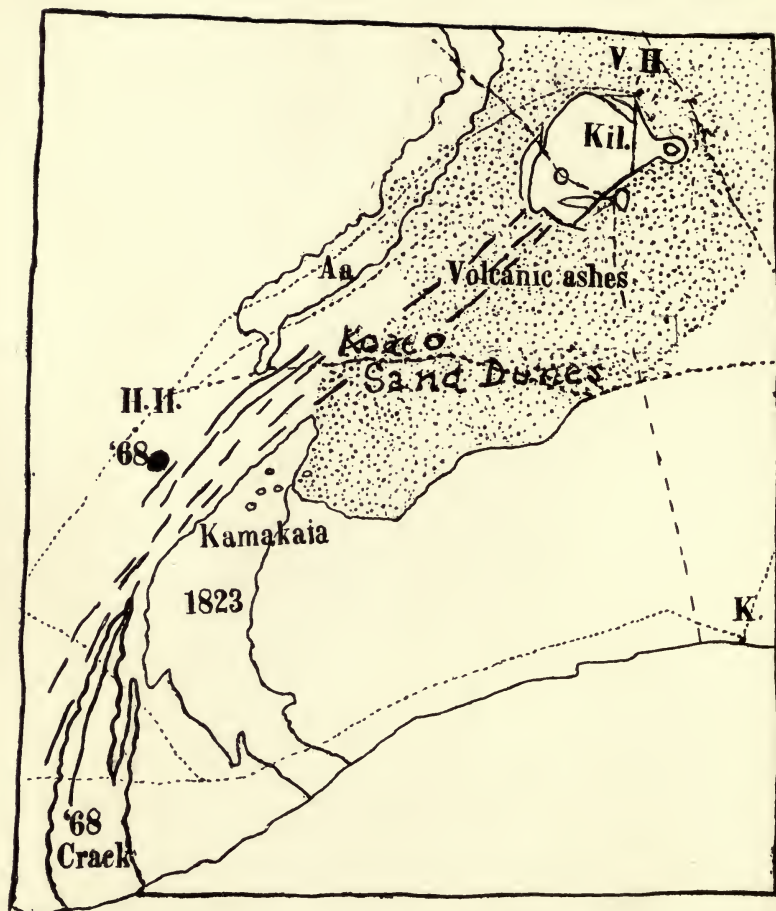 V. H.
Kil.
Aa
Volcanic ashes
Koaeo
Sand Dunes
H. H.
'68
Kamakaia
1823
K.
'68
Crack